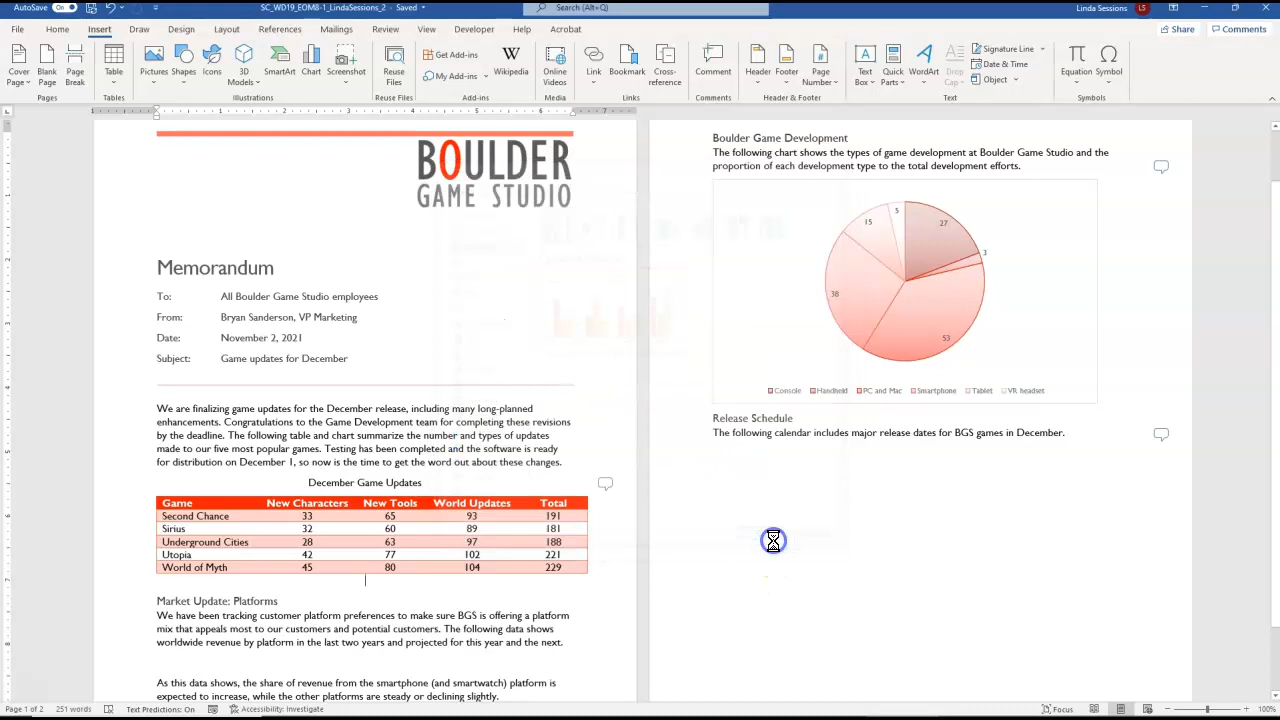 AutoSave On SC_WD19_EOM8-1_LindaSessions_2 - Saved Search (Alt+Q) Linda Sessions LS
File Home Insert Draw Design Layout References Mailings Review View Developer Help Acrobat Share Comments
Cover Page Blank Page Page Break Table Pictures Shapes Icons 3D Models SmartArt Chart Screenshot Reuse Files Get Add-ins My Add-ins Wikipedia Online Videos Link Bookmark Cross-reference Comment Header Footer Page Number Text Box Quick Parts WordArt Drop Cap Signature Line Date & Time Object Equation Symbol
Pages Tables Illustrations Reuse Files Add-ins Media Links Comments Header & Footer Text Symbols
BOULDER
GAME STUDIO
Memorandum
To: All Boulder Game Studio employees
From: Bryan Sanderson, VP Marketing
Date: November 2, 2021
Subject: Game updates for December
We are finalizing game updates for the December release, including many long-planned
enhancements. Congratulations to the Game Development team for completing these revisions
by the deadline. The following table and chart summarize the number and types of updates
made to our five most popular games. Testing has been completed and the software is ready
for distribution on December 1, so now is the time to get the word out about these changes.
December Game Updates
Game New Characters New Tools World Updates Total
Second Chance 33 65 93 191
Sirius 32 60 89 181
Underground Cities 28 63 97 188
Utopia 42 77 102 221
World of Myth 45 80 104 229
Market Update: Platforms
We have been tracking customer platform preferences to make sure BGS is offering a platform
mix that appeals most to our customers and potential customers. The following data shows
worldwide revenue by platform in the last two years and projected for this year and the next.
As this data shows, the share of revenue from the smartphone (and smartwatch) platform is
expected to increase, while the other platforms are steady or declining slightly.
Boulder Game Development
The following chart shows the types of game development at Boulder Game Studio and the
proportion of each development type to the total development efforts.
5
15
27
3
38
53
Console Handheld PC and Mac Smartphone Tablet VR headset
Release Schedule
The following calendar includes major release dates for BGS games in December.
Page 1 of 2 251 words Text Predictions: On Accessibility: Investigate Focus 100%